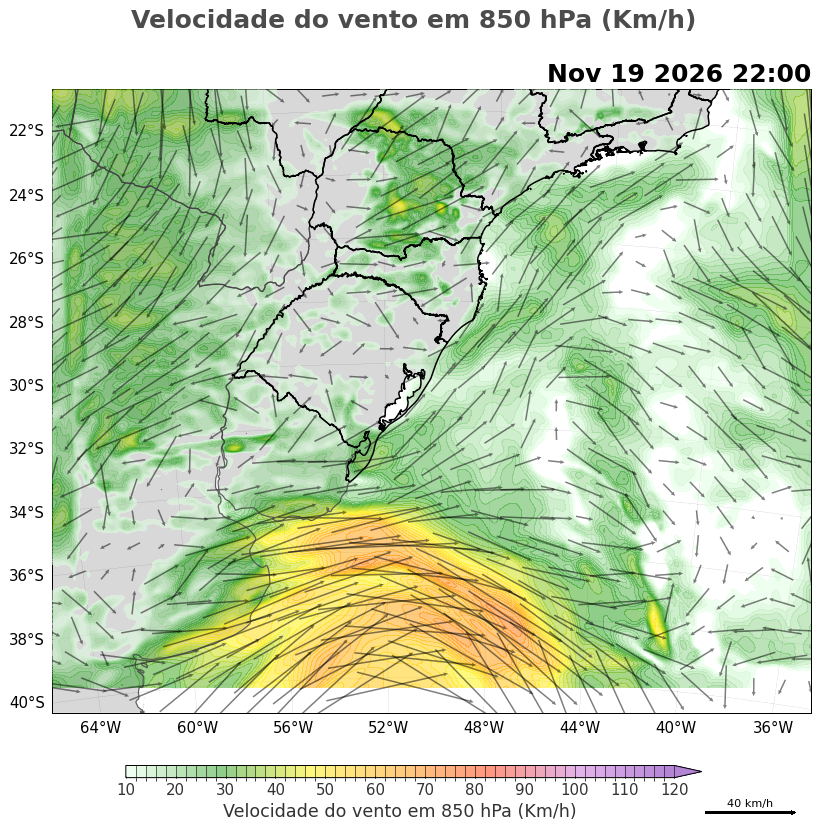 Velocidade do vento em 850 hPa (Km/h)
Nov 19 2026 22:00
22°S
24°S
26°S
28°S
30°S
32°S
34°S
36°S
38°S
40°S
64°W 60°W 56°W 52°W 48°W 44°W 40°W 36°W
10 20 30 40 50 60 70 80 90 100 110 120
Velocidade do vento em 850 hPa (Km/h)
40 km/h